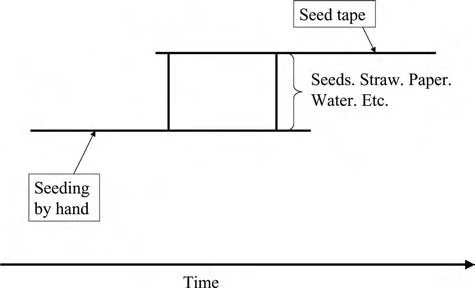 Seed tape
Seeds. Straw. Paper.
Water. Etc.
Seeding
by hand
Time